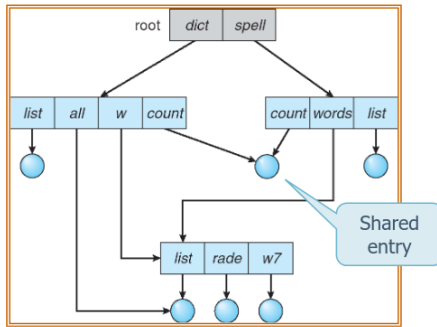 root dict spell
list all w count count words list
Shared
entry
list rade w7